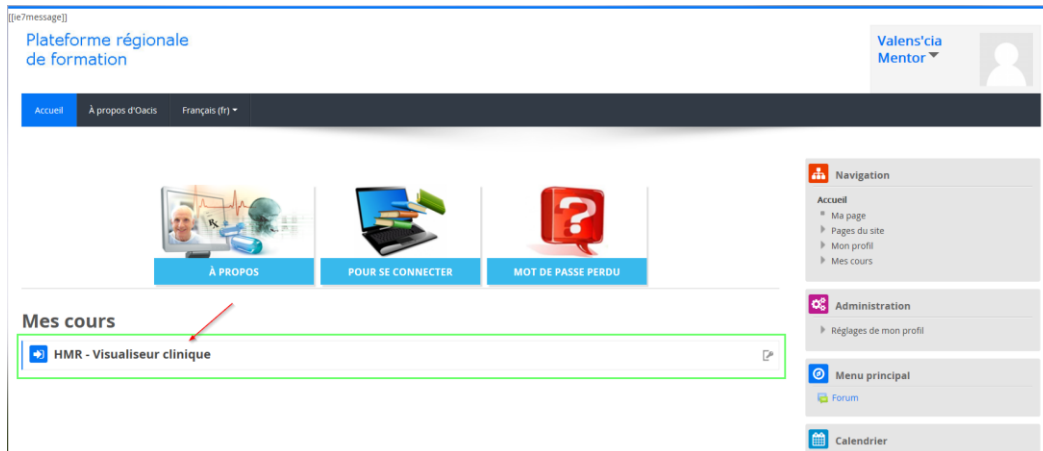 [[ie7message]]
Plateforme régionale
de formation
Valens'cia
Mentor
Accueil À propos d'Oacis Français (fr)
Rx
À PROPOS
POUR SE CONNECTER
MOT DE PASSE PERDU
Mes cours
HMR - Visualiseur clinique
Navigation
Accueil
Ma page
Pages du site
Mon profil
Mes cours
Administration
Réglages de mon profil
Menu principal
Forum
Calendrier